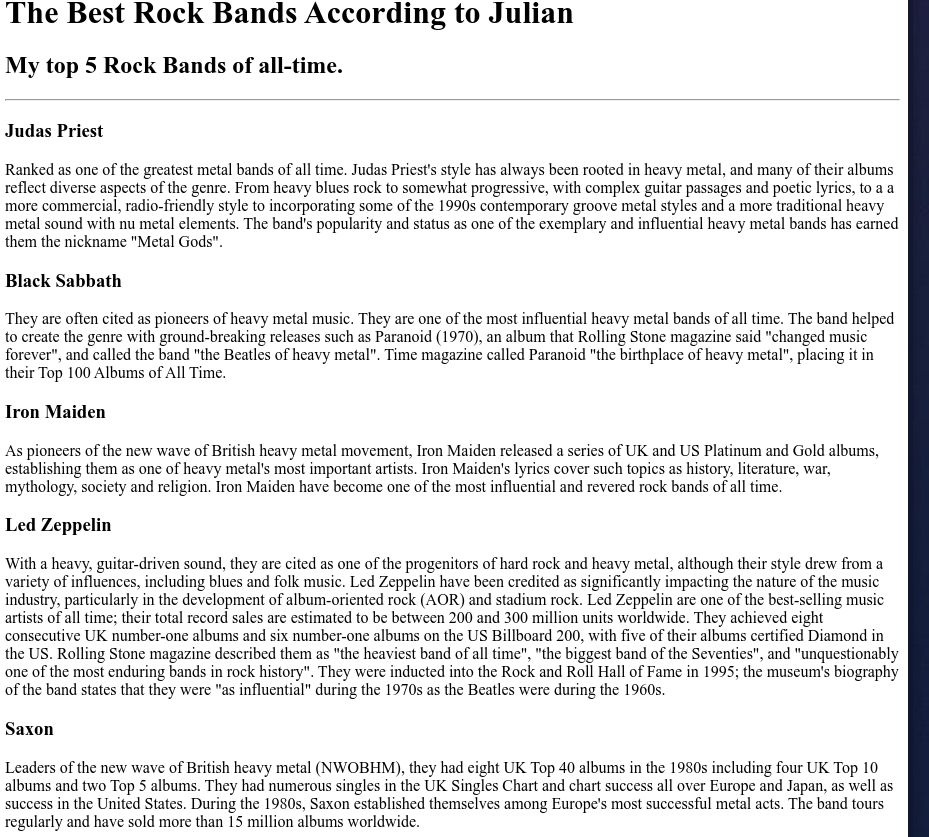 The Best Rock Bands According to Julian
My top 5 Rock Bands of all-time.
Judas Priest
Ranked as one of the greatest metal bands of all time. Judas Priest's style has always been rooted in heavy metal, and many of their albums
reflect diverse aspects of the genre. From heavy blues rock to somewhat progressive, with complex guitar passages and poetic lyrics, to a a
more commercial, radio-friendly style to incorporating some of the 1990s contemporary groove metal styles and a more traditional heavy
metal sound with nu metal elements. The band's popularity and status as one of the exemplary and influential heavy metal bands has earned
them the nickname "Metal Gods".
Black Sabbath
They are often cited as pioneers of heavy metal music. They are one of the most influential heavy metal bands of all time. The band helped
to create the genre with ground-breaking releases such as Paranoid (1970), an album that Rolling Stone magazine said "changed music
forever", and called the band "the Beatles of heavy metal". Time magazine called Paranoid "the birthplace of heavy metal", placing it in
their Top 100 Albums of All Time.
Iron Maiden
As pioneers of the new wave of British heavy metal movement, Iron Maiden released a series of UK and US Platinum and Gold albums,
establishing them as one of heavy metal's most important artists. Iron Maiden's lyrics cover such topics as history, literature, war,
mythology, society and religion. Iron Maiden have become one of the most influential and revered rock bands of all time.
Led Zeppelin
With a heavy, guitar-driven sound, they are cited as one of the progenitors of hard rock and heavy metal, although their style drew from a
variety of influences, including blues and folk music. Led Zeppelin have been credited as significantly impacting the nature of the music
industry, particularly in the development of album-oriented rock (AOR) and stadium rock. Led Zeppelin are one of the best-selling music
artists of all time; their total record sales are estimated to be between 200 and 300 million units worldwide. They achieved eight
consecutive UK number-one albums and six number-one albums on the US Billboard 200, with five of their albums certified Diamond in
the US. Rolling Stone magazine described them as "the heaviest band of all time", "the biggest band of the Seventies", and "unquestionably
one of the most enduring bands in rock history". They were inducted into the Rock and Roll Hall of Fame in 1995; the museum's biography
of the band states that they were "as influential" during the 1970s as the Beatles were during the 1960s.
Saxon
Leaders of the new wave of British heavy metal (NWOBHM), they had eight UK Top 40 albums in the 1980s including four UK Top 10
albums and two Top 5 albums. They had numerous singles in the UK Singles Chart and chart success all over Europe and Japan, as well as
success in the United States. During the 1980s, Saxon established themselves among Europe's most successful metal acts. The band tours
regularly and have sold more than 15 million albums worldwide.